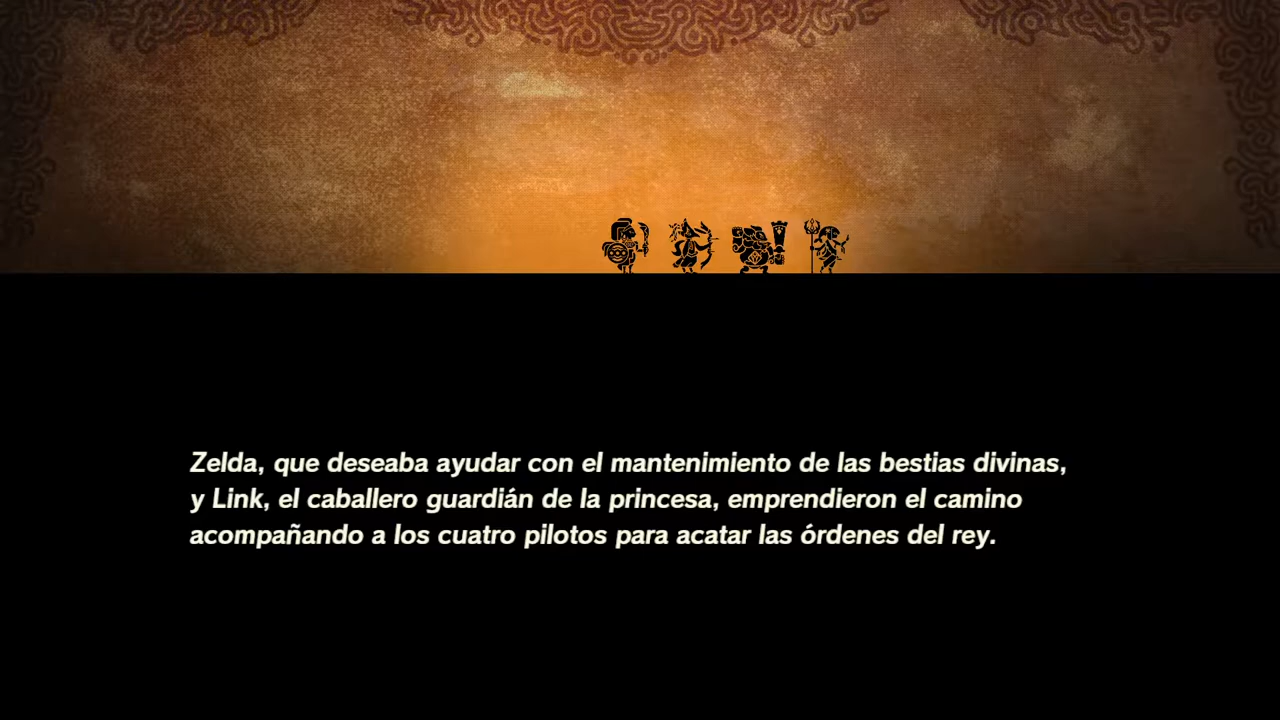 Zelda, que deseaba ayudar con el mantenimiento de las bestias divinas,
y Link, el caballero guardián de la princesa, emprendieron el camino
acompañando a los cuatro pilotos para acatar las órdenes del rey.